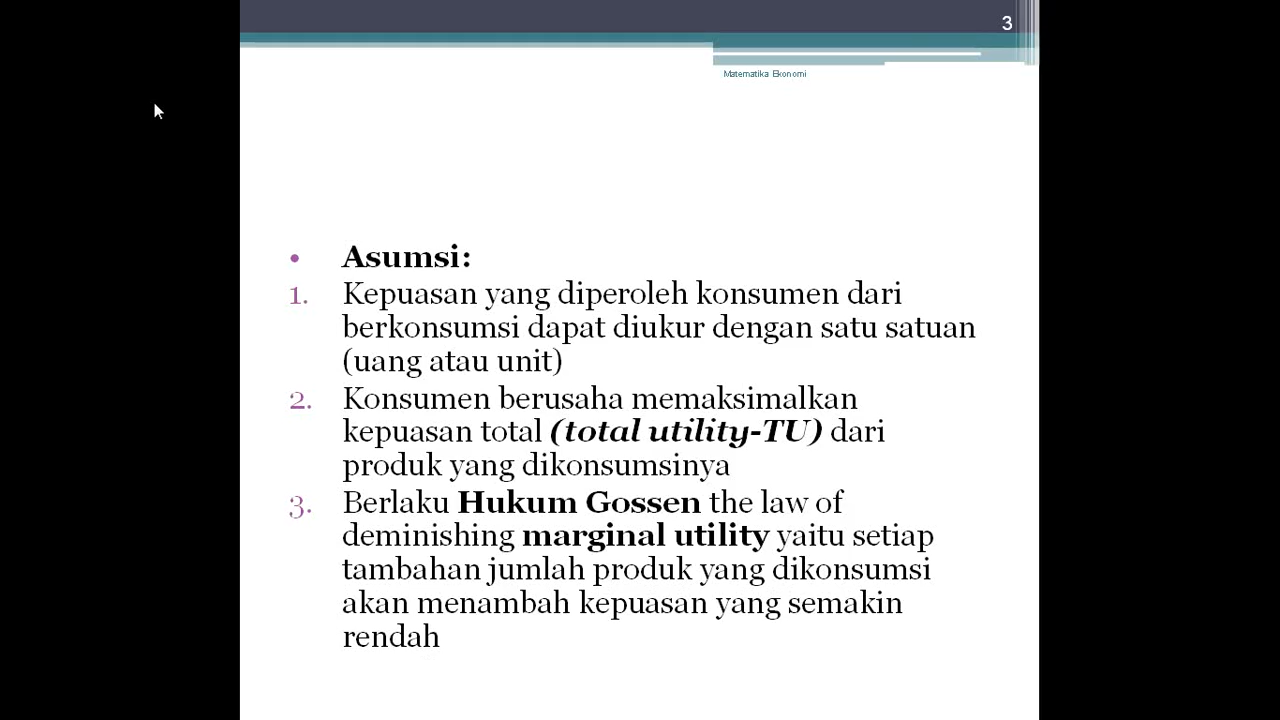 3
Matematika Ekonomi
• Asumsi:
1. Kepuasan yang diperoleh konsumen dari
berkonsumsi dapat diukur dengan satu satuan
(uang atau unit)
2. Konsumen berusaha memaksimalkan
kepuasan total (total utility-TU) dari
produk yang dikonsumsinya
3. Berlaku Hukum Gossen the law of
deminishing marginal utility yaitu setiap
tambahan jumlah produk yang dikonsumsi
akan menambah kepuasan yang semakin
rendah